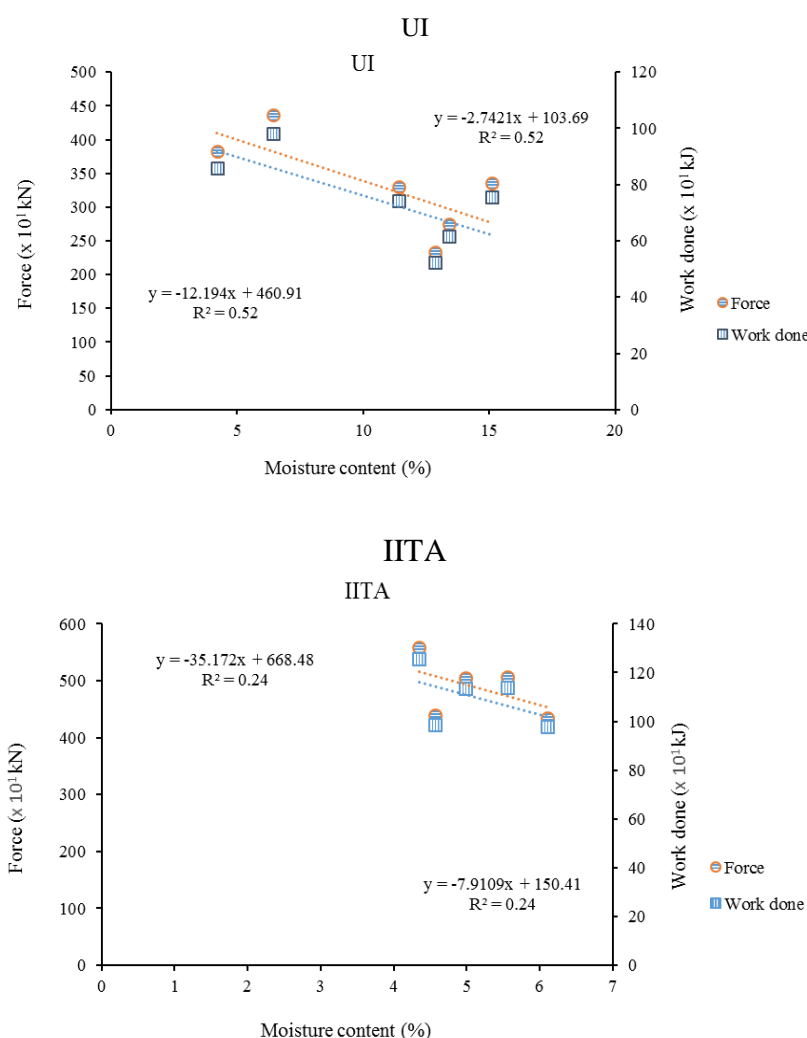 UI
UI
500
450
400
350
300
250
200
150
100
50
0
120
100
80
60
40
20
0
0 5 10 15 20
Force (x 10¹ kN)
Work done (x 10¹ kJ)
y = -2.7421x + 103.69
R² = 0.52
y = -12.194x + 460.91
R² = 0.52
Force
Work done
Moisture content (%)
IITA
IITA
600
500
400
300
200
100
0
140
120
100
80
60
40
20
0
0 1 2 3 4 5 6 7
Force (x 10¹ kN)
Work done (x 10¹ kJ)
y = -35.172x + 668.48
R² = 0.24
y = -7.9109x + 150.41
R² = 0.24
Force
Work done
Moisture content (%)